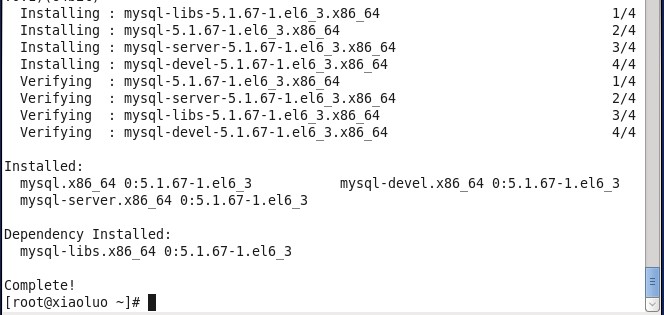 Installing : mysql-libs-5.1.67-1.el6_3.x86_64 1/4
Installing : mysql-5.1.67-1.el6_3.x86_64 2/4
Installing : mysql-server-5.1.67-1.el6_3.x86_64 3/4
Installing : mysql-devel-5.1.67-1.el6_3.x86_64 4/4
Verifying : mysql-5.1.67-1.el6_3.x86_64 1/4
Verifying : mysql-server-5.1.67-1.el6_3.x86_64 2/4
Verifying : mysql-libs-5.1.67-1.el6_3.x86_64 3/4
Verifying : mysql-devel-5.1.67-1.el6_3.x86_64 4/4
Installed:
mysql.x86_64 0:5.1.67-1.el6_3 mysql-devel.x86_64 0:5.1.67-1.el6_3
mysql-server.x86_64 0:5.1.67-1.el6_3
Dependency Installed:
mysql-libs.x86_64 0:5.1.67-1.el6_3
Complete!
[root@xiaoluo ~]#